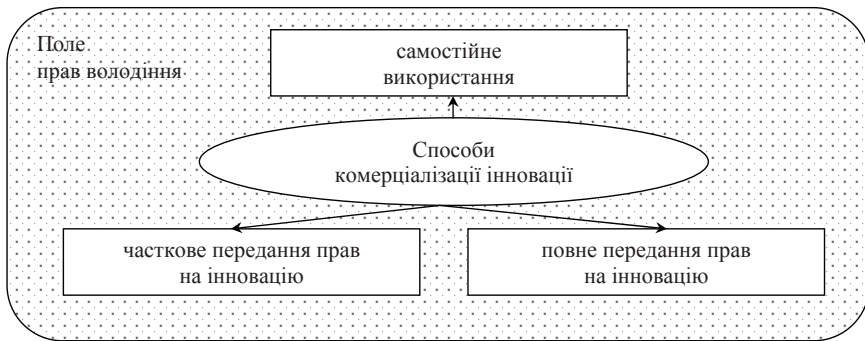 Поле
прав володіння
самостійне
використання
Способи
комерціалізації інновації
часткове передання прав
на інновацію
повне передання прав
на інновацію